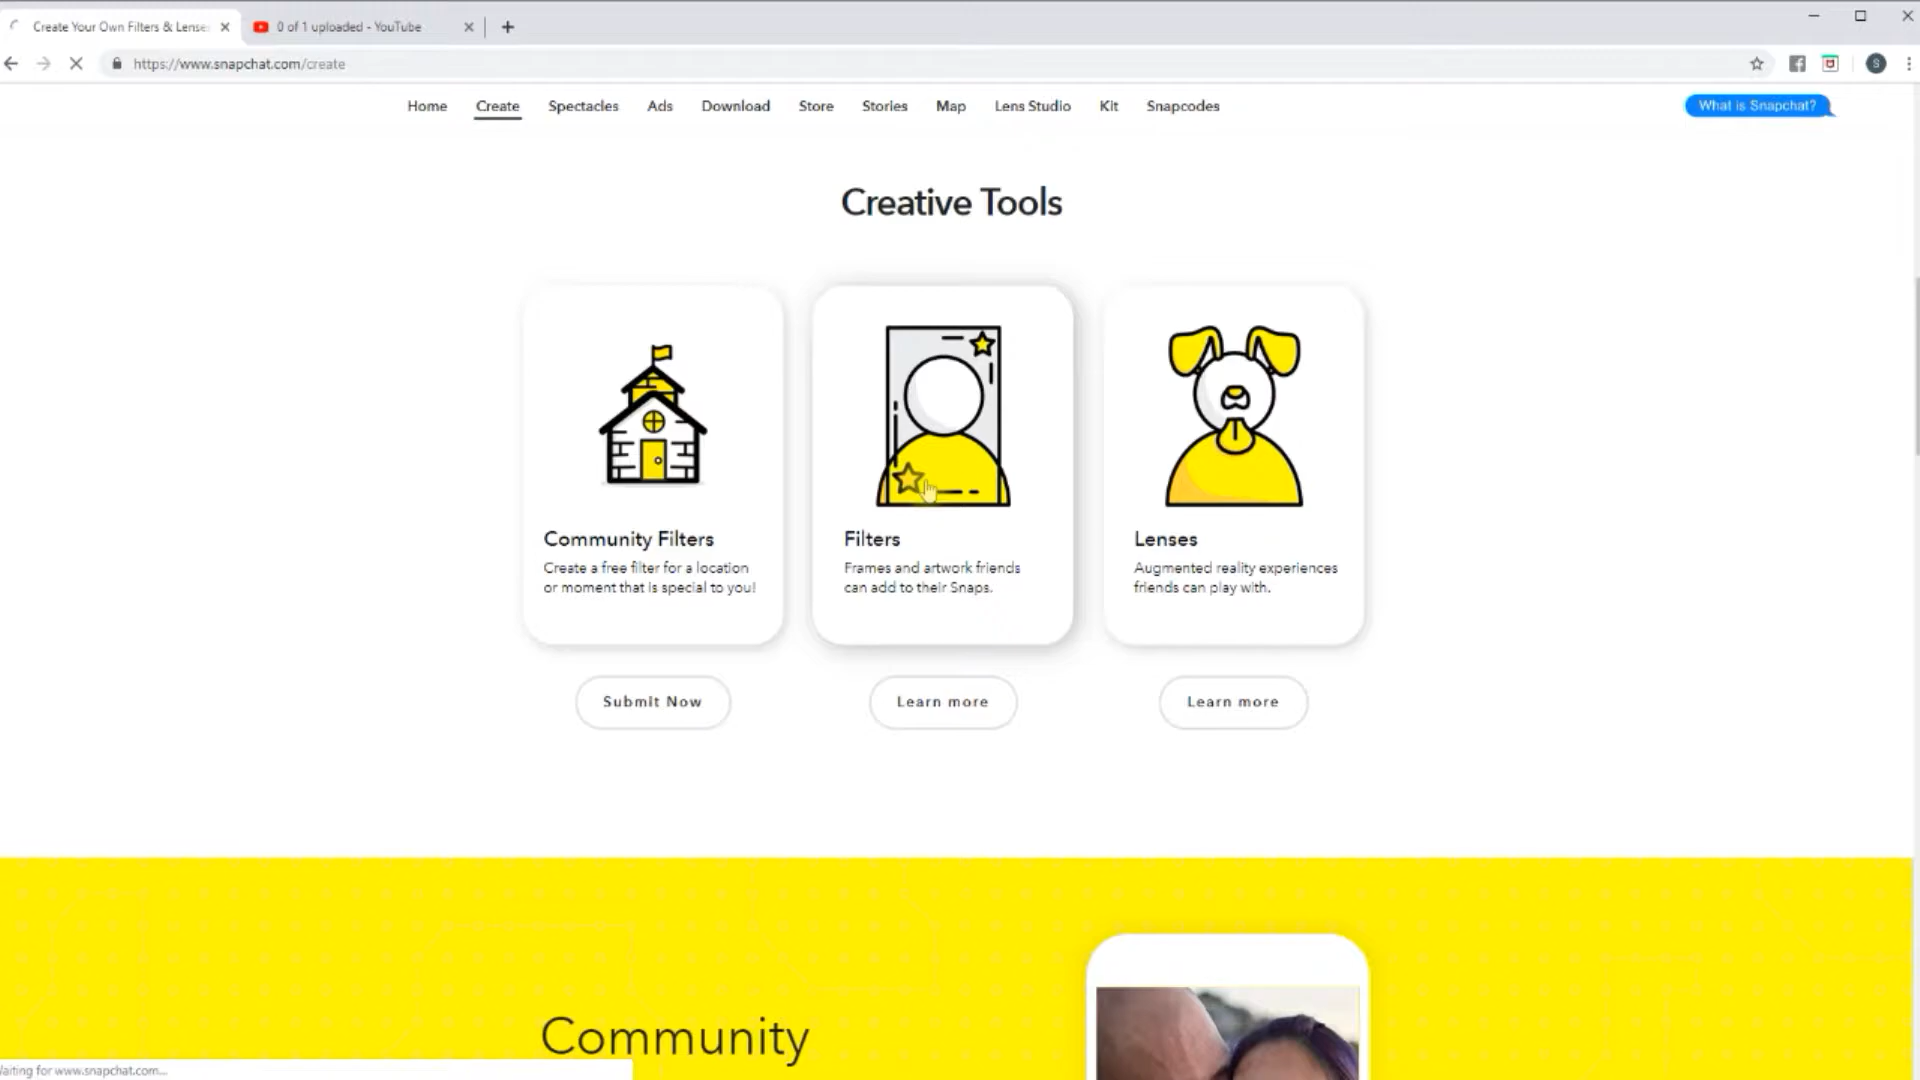 Create Your Own Filters & Lense
0 of 1 uploaded - YouTube
https://www.snapchat.com/create
S
Home Create Spectacles Ads Download Store Stories Map Lens Studio Kit Snapcodes
What is Snapchat?
Creative Tools
Community Filters
Create a free filter for a location
or moment that is special to you!
Submit Now
Filters
Frames and artwork friends
can add to their Snaps.
Learn more
Lenses
Augmented reality experiences
friends can play with.
Learn more
Community
aiting for www.snapchat.com...